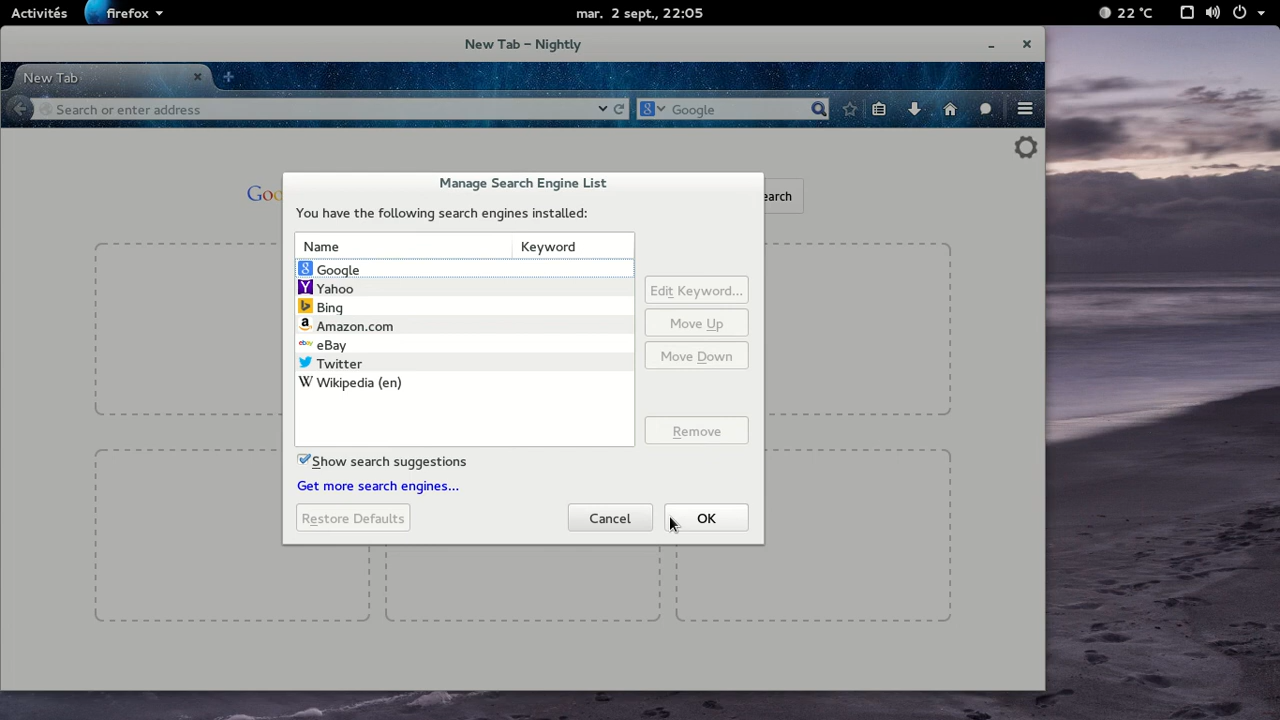 Activités firefox mar. 2 sept., 22:05 22 °C
New Tab – Nightly
New Tab
Search or enter address Google
Goo
earch
Manage Search Engine List
You have the following search engines installed:
Name Keyword
Google
Yahoo
Bing
Amazon.com
eBay
Twitter
Wikipedia (en)
Edit Keyword...
Move Up
Move Down
Remove
Show search suggestions
Get more search engines...
Restore Defaults Cancel OK